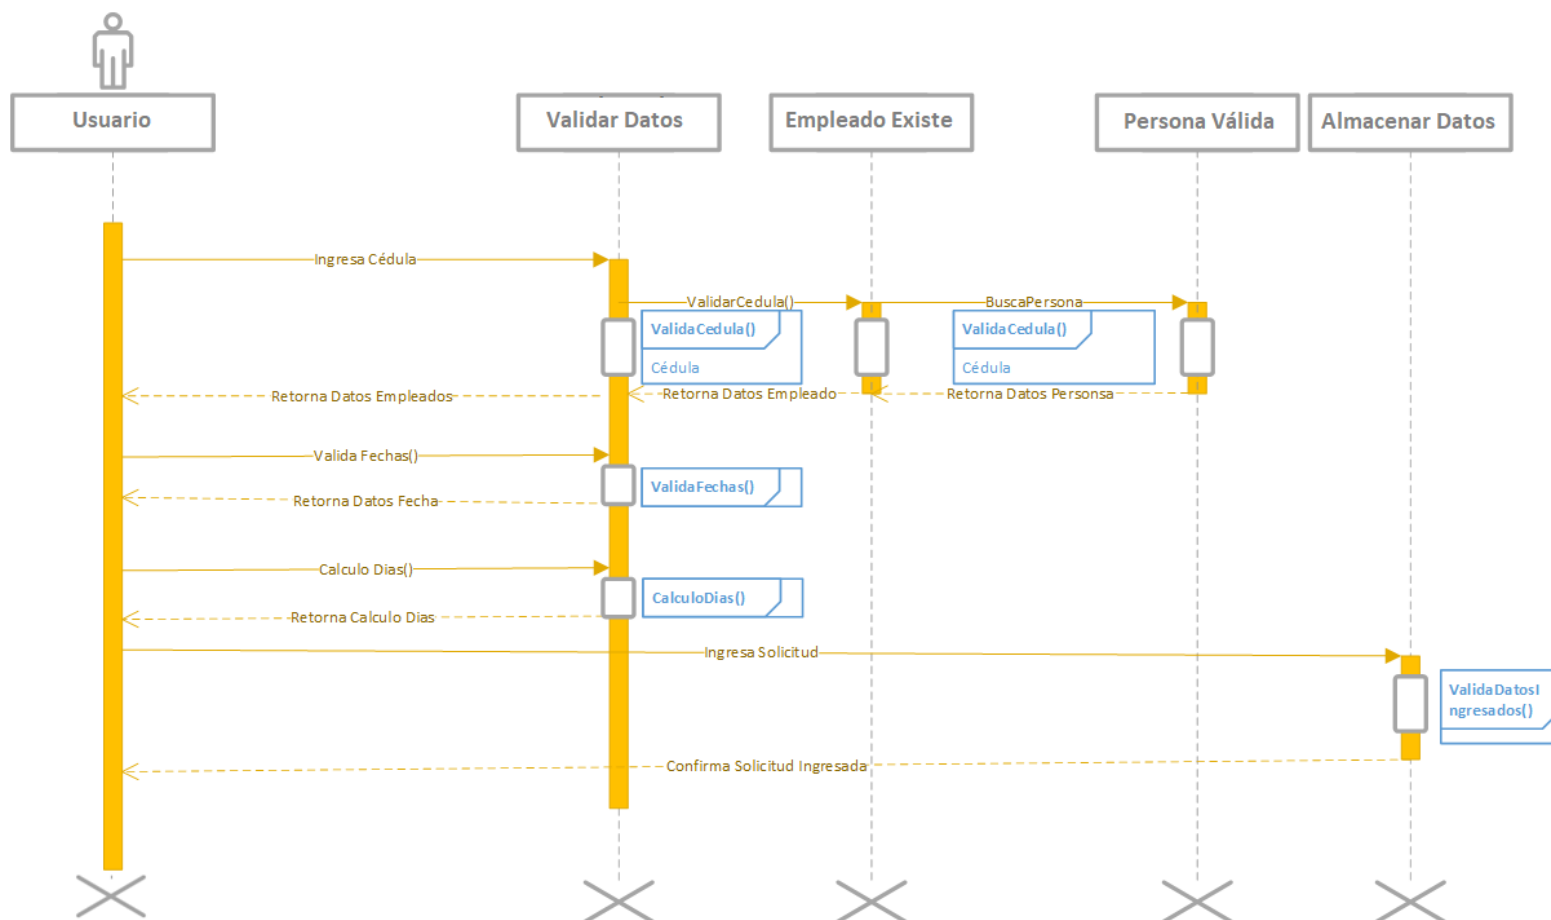 Usuario
Validar Datos
Empleado Existe
Persona Válida
Almacenar Datos
Ingresa Cédula
ValidarCedula()
BuscaPersona
ValidaCedula()
Cédula
ValidaCedula()
Cédula
Retorna Datos Empleados
Retorna Datos Empleado
Retorna Datos Personsa
Valida Fechas()
ValidaFechas()
Retorna Datos Fecha
Calculo Dias()
CalculoDias()
Retorna Calculo Dias
Ingresa Solicitud
ValidaDatosI
ngresados()
Confirma Solicitud Ingresada